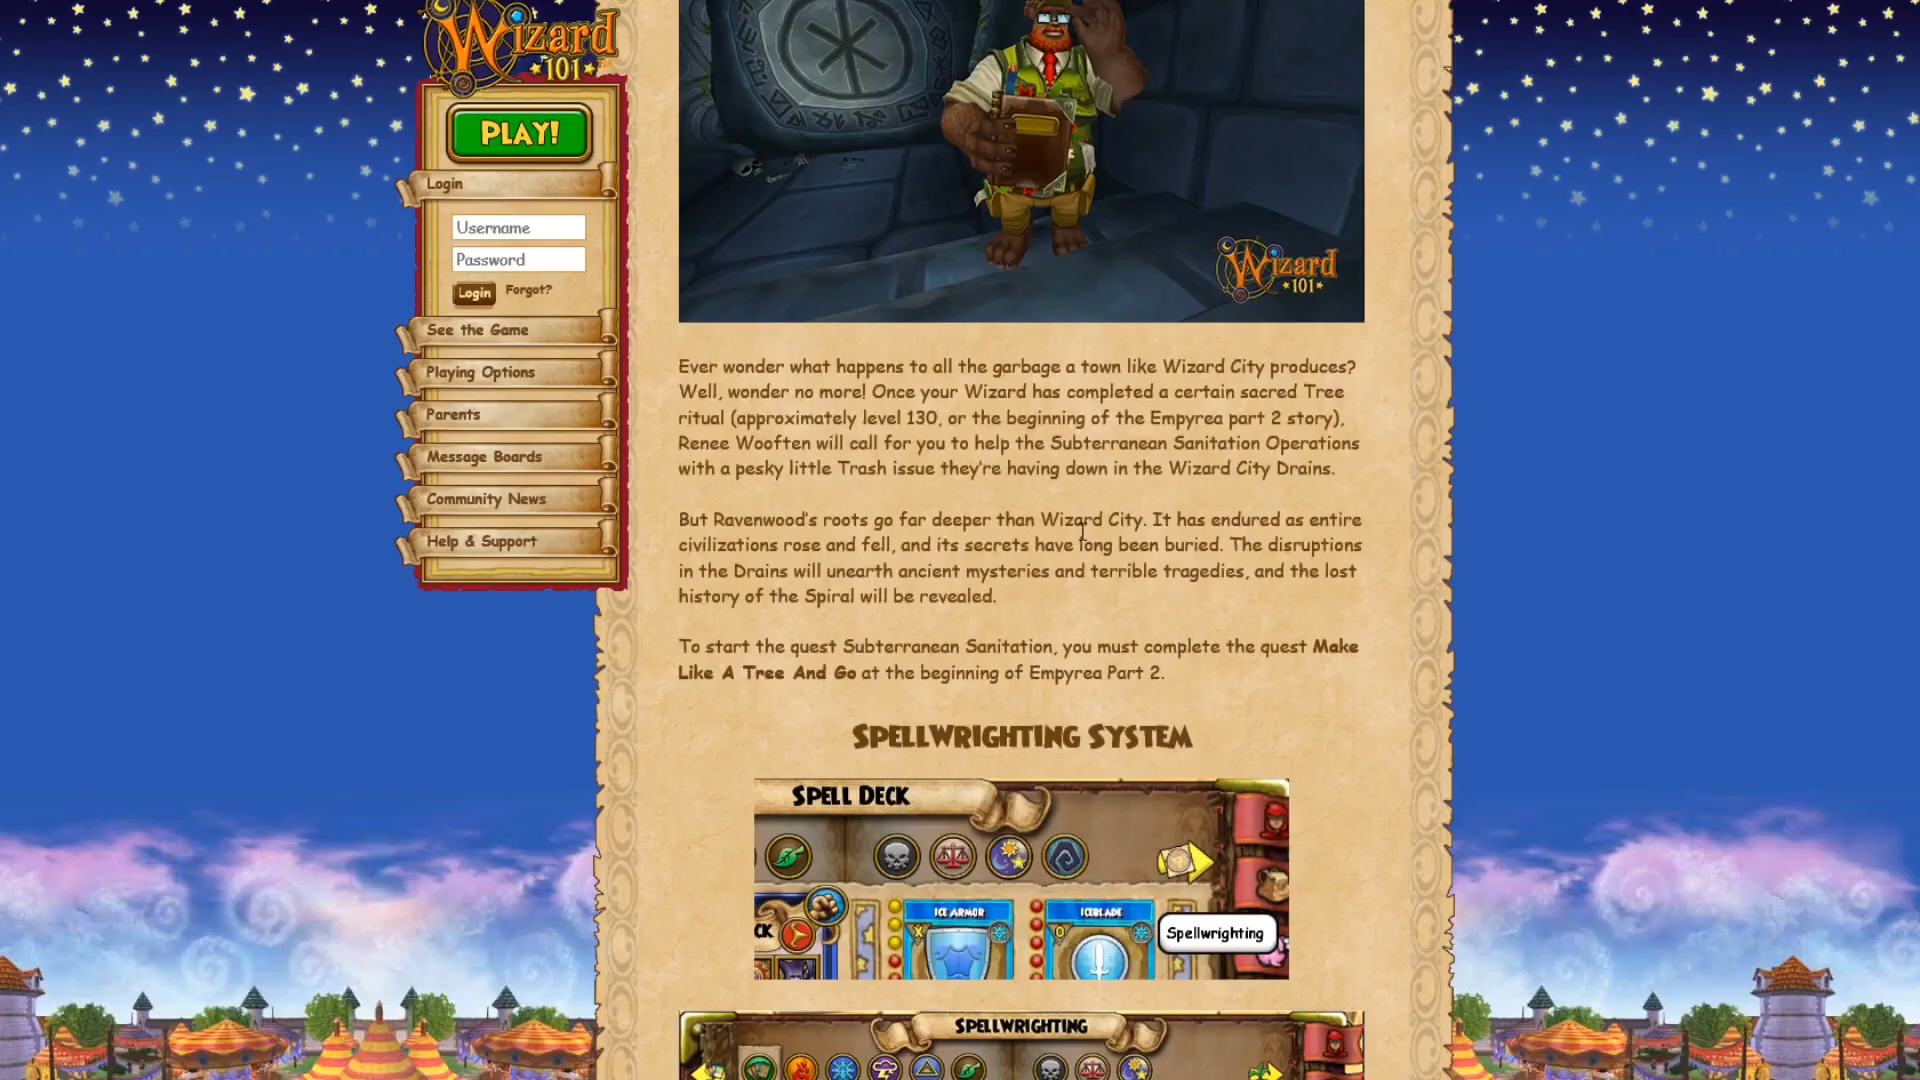 Wizard
101
PLAY!
Login
Username
Password
Login Forgot?
See the Game
Playing Options
Parents
Message Boards
Community News
Help & Support
Wizard
101
Ever wonder what happens to all the garbage a town like Wizard City produces?
Well, wonder no more! Once your Wizard has completed a certain sacred Tree
ritual (approximately level 130, or the beginning of the Empyrea part 2 story),
Renee Wooften will call for you to help the Subterranean Sanitation Operations
with a pesky little Trash issue they're having down in the Wizard City Drains.
But Ravenwood's roots go far deeper than Wizard City. It has endured as entire
civilizations rose and fell, and its secrets have long been buried. The disruptions
in the Drains will unearth ancient mysteries and terrible tragedies, and the lost
history of the Spiral will be revealed.
To start the quest Subterranean Sanitation, you must complete the quest Make
Like A Tree And Go at the beginning of Empyrea Part 2.
SPELLWRIGHTING SYSTEM
SPELL DECK
ICE ARMOR
ICEBLADE
X
0
CK
Spellwrighting
SPELLWRIGHTING